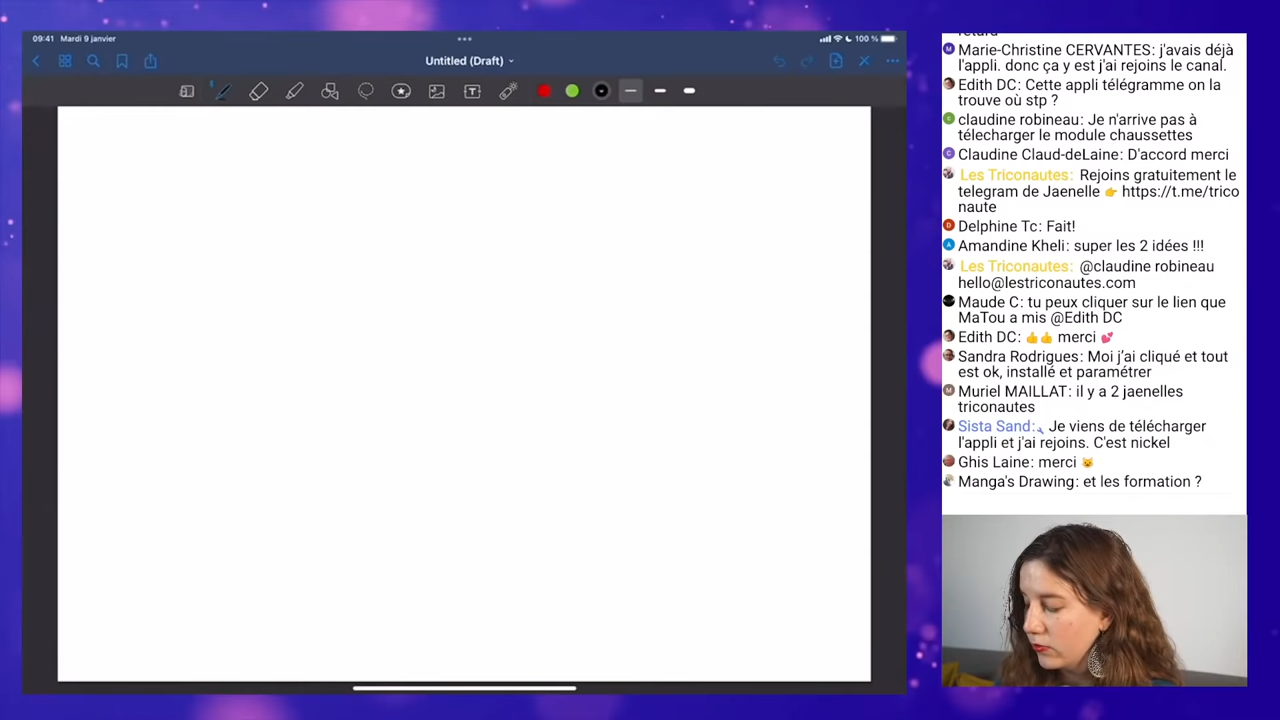 09:41 Mardi 9 janvier
100 %
Untitled (Draft)
retard
Marie-Christine CERVANTES: j'avais déjà
l'appli. donc ça y est j'ai rejoins le canal.
Edith DC: Cette appli télégramme on la
trouve où stp ?
claudine robineau: Je n'arrive pas à
télecharger le module chaussettes
Claudine Claud-deLaine: D'accord merci
Les Triconautes: Rejoins gratuitement le
telegram de Jaenelle 👉 https://t.me/trico
naute
Delphine Tc: Fait!
Amandine Kheli: super les 2 idées !!!
Les Triconautes: @claudine robineau
hello@lestriconautes.com
Maude C: tu peux cliquer sur le lien que
MaTou a mis @Edith DC
Edith DC: 👍👍 merci 💕
Sandra Rodrigues: Moi j'ai cliqué et tout
est ok, installé et paramétrer
Muriel MAILLAT: il y a 2 jaenelles
triconautes
Sista Sand: Je viens de télécharger
l'appli et j'ai rejoins. C'est nickel
Ghis Laine: merci 😺
Manga's Drawing: et les formation ?